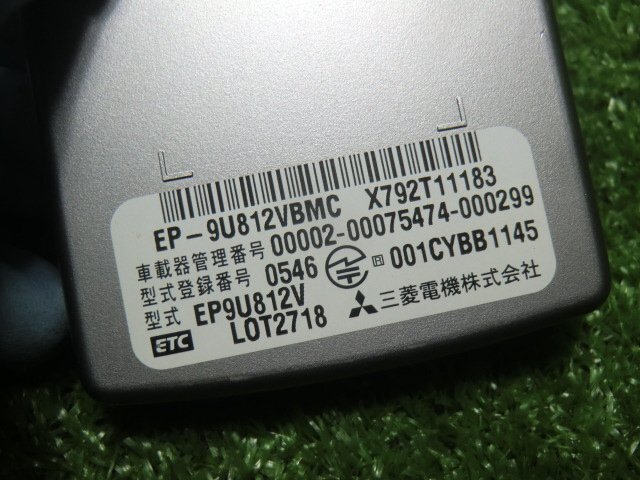 EP-9U812VBMC X792T11183
車載器管理番号 00002-00075474-000299
型式登録番号 0546 回 001CYBB1145
型式 EP9U812V 三菱電機株式会社
ETC LOT2718